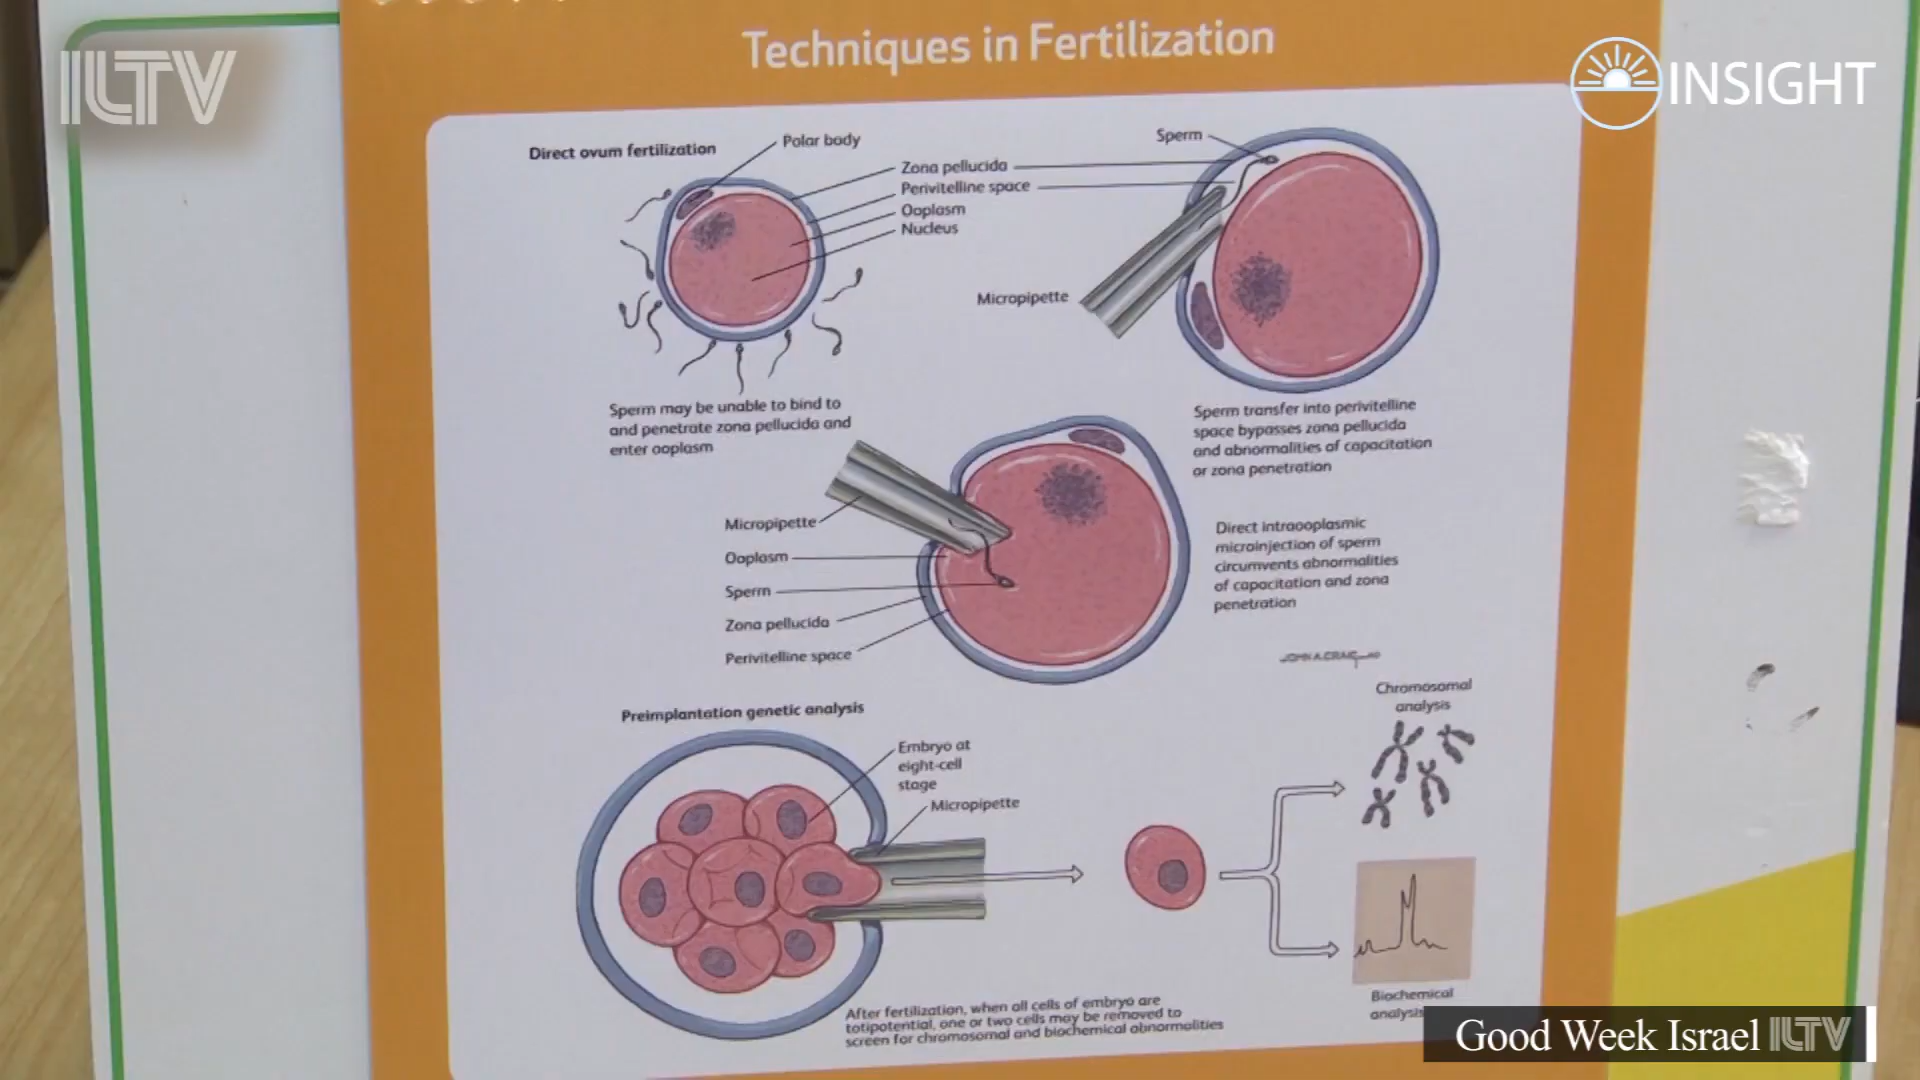 ILTV
INSIGHT
Techniques in Fertilization
Direct ovum fertilization
Polar body
Zona pellucida
Perivitelline space
Ooplasm
Nucleus
Sperm
Micropipette
Sperm may be unable to bind to
and penetrate zona pellucida and
enter ooplasm
Sperm transfer into perivitelline
space bypasses zona pellucida
and abnormalities of capacitation
or zona penetration
Micropipette
Ooplasm
Sperm
Zona pellucida
Perivitelline space
Direct intraooplasmic
microinjection of sperm
circumvents abnormalities
of capacitation and zona
penetration
JOHN A.CRAIG_AD
Preimplantation genetic analysis
Embryo at
eight-cell
stage
Micropipette
Chromosomal
analysis
Biochemical
analysis
After fertilization, when all cells of embryo are
totipotential, one or two cells may be removed to
screen for chromosomal and biochemical abnormalities
Good Week Israel ILTV